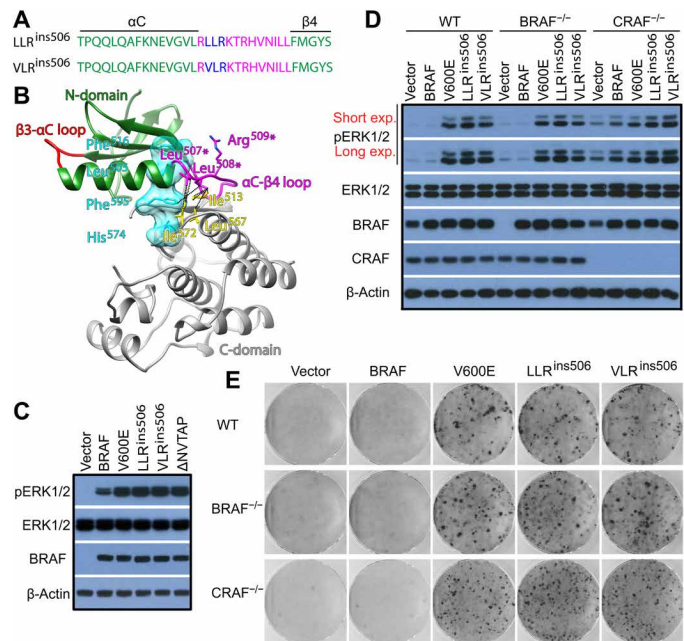 A
αC
β4
LLRins506 TPQQLQAFKNEVGVLRLLRKTRHVNILLFMGYS
VLRins506 TPQQLQAFKNEVGVLRVLRKTRHVNILLFMGYS
B
N-domain
β3-αC loop
Phe516
Arg509*
Leu507*
Leu508*
Leu505
αC-β4 loop
Phe595
Ile513
Leu567
His574
Ile572
C-domain
C
Vector
BRAF
V600E
LLRins506
VLRins506
ΔNVTAP
pERK1/2
ERK1/2
BRAF
β-Actin
D
WT BRAF−/− CRAF−/−
Vector BRAF V600E LLRins506 VLRins506 Vector BRAF V600E LLRins506 VLRins506 Vector BRAF V600E LLRins506 VLRins506
Short exp.
pERK1/2
Long exp.
ERK1/2
BRAF
CRAF
β-Actin
E
Vector BRAF V600E LLRins506 VLRins506
WT
BRAF−/−
CRAF−/−